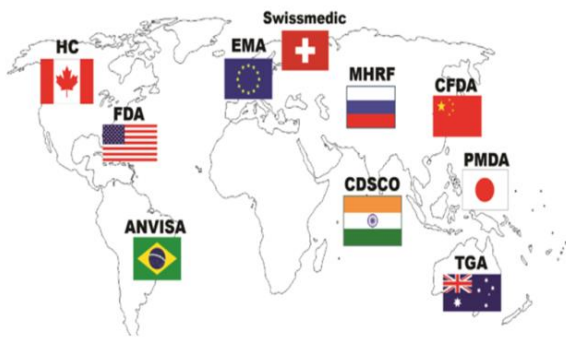 Swissmedic
HC
EMA
MHRF
CFDA
FDA
PMDA
CDSCO
ANVISA
TGA